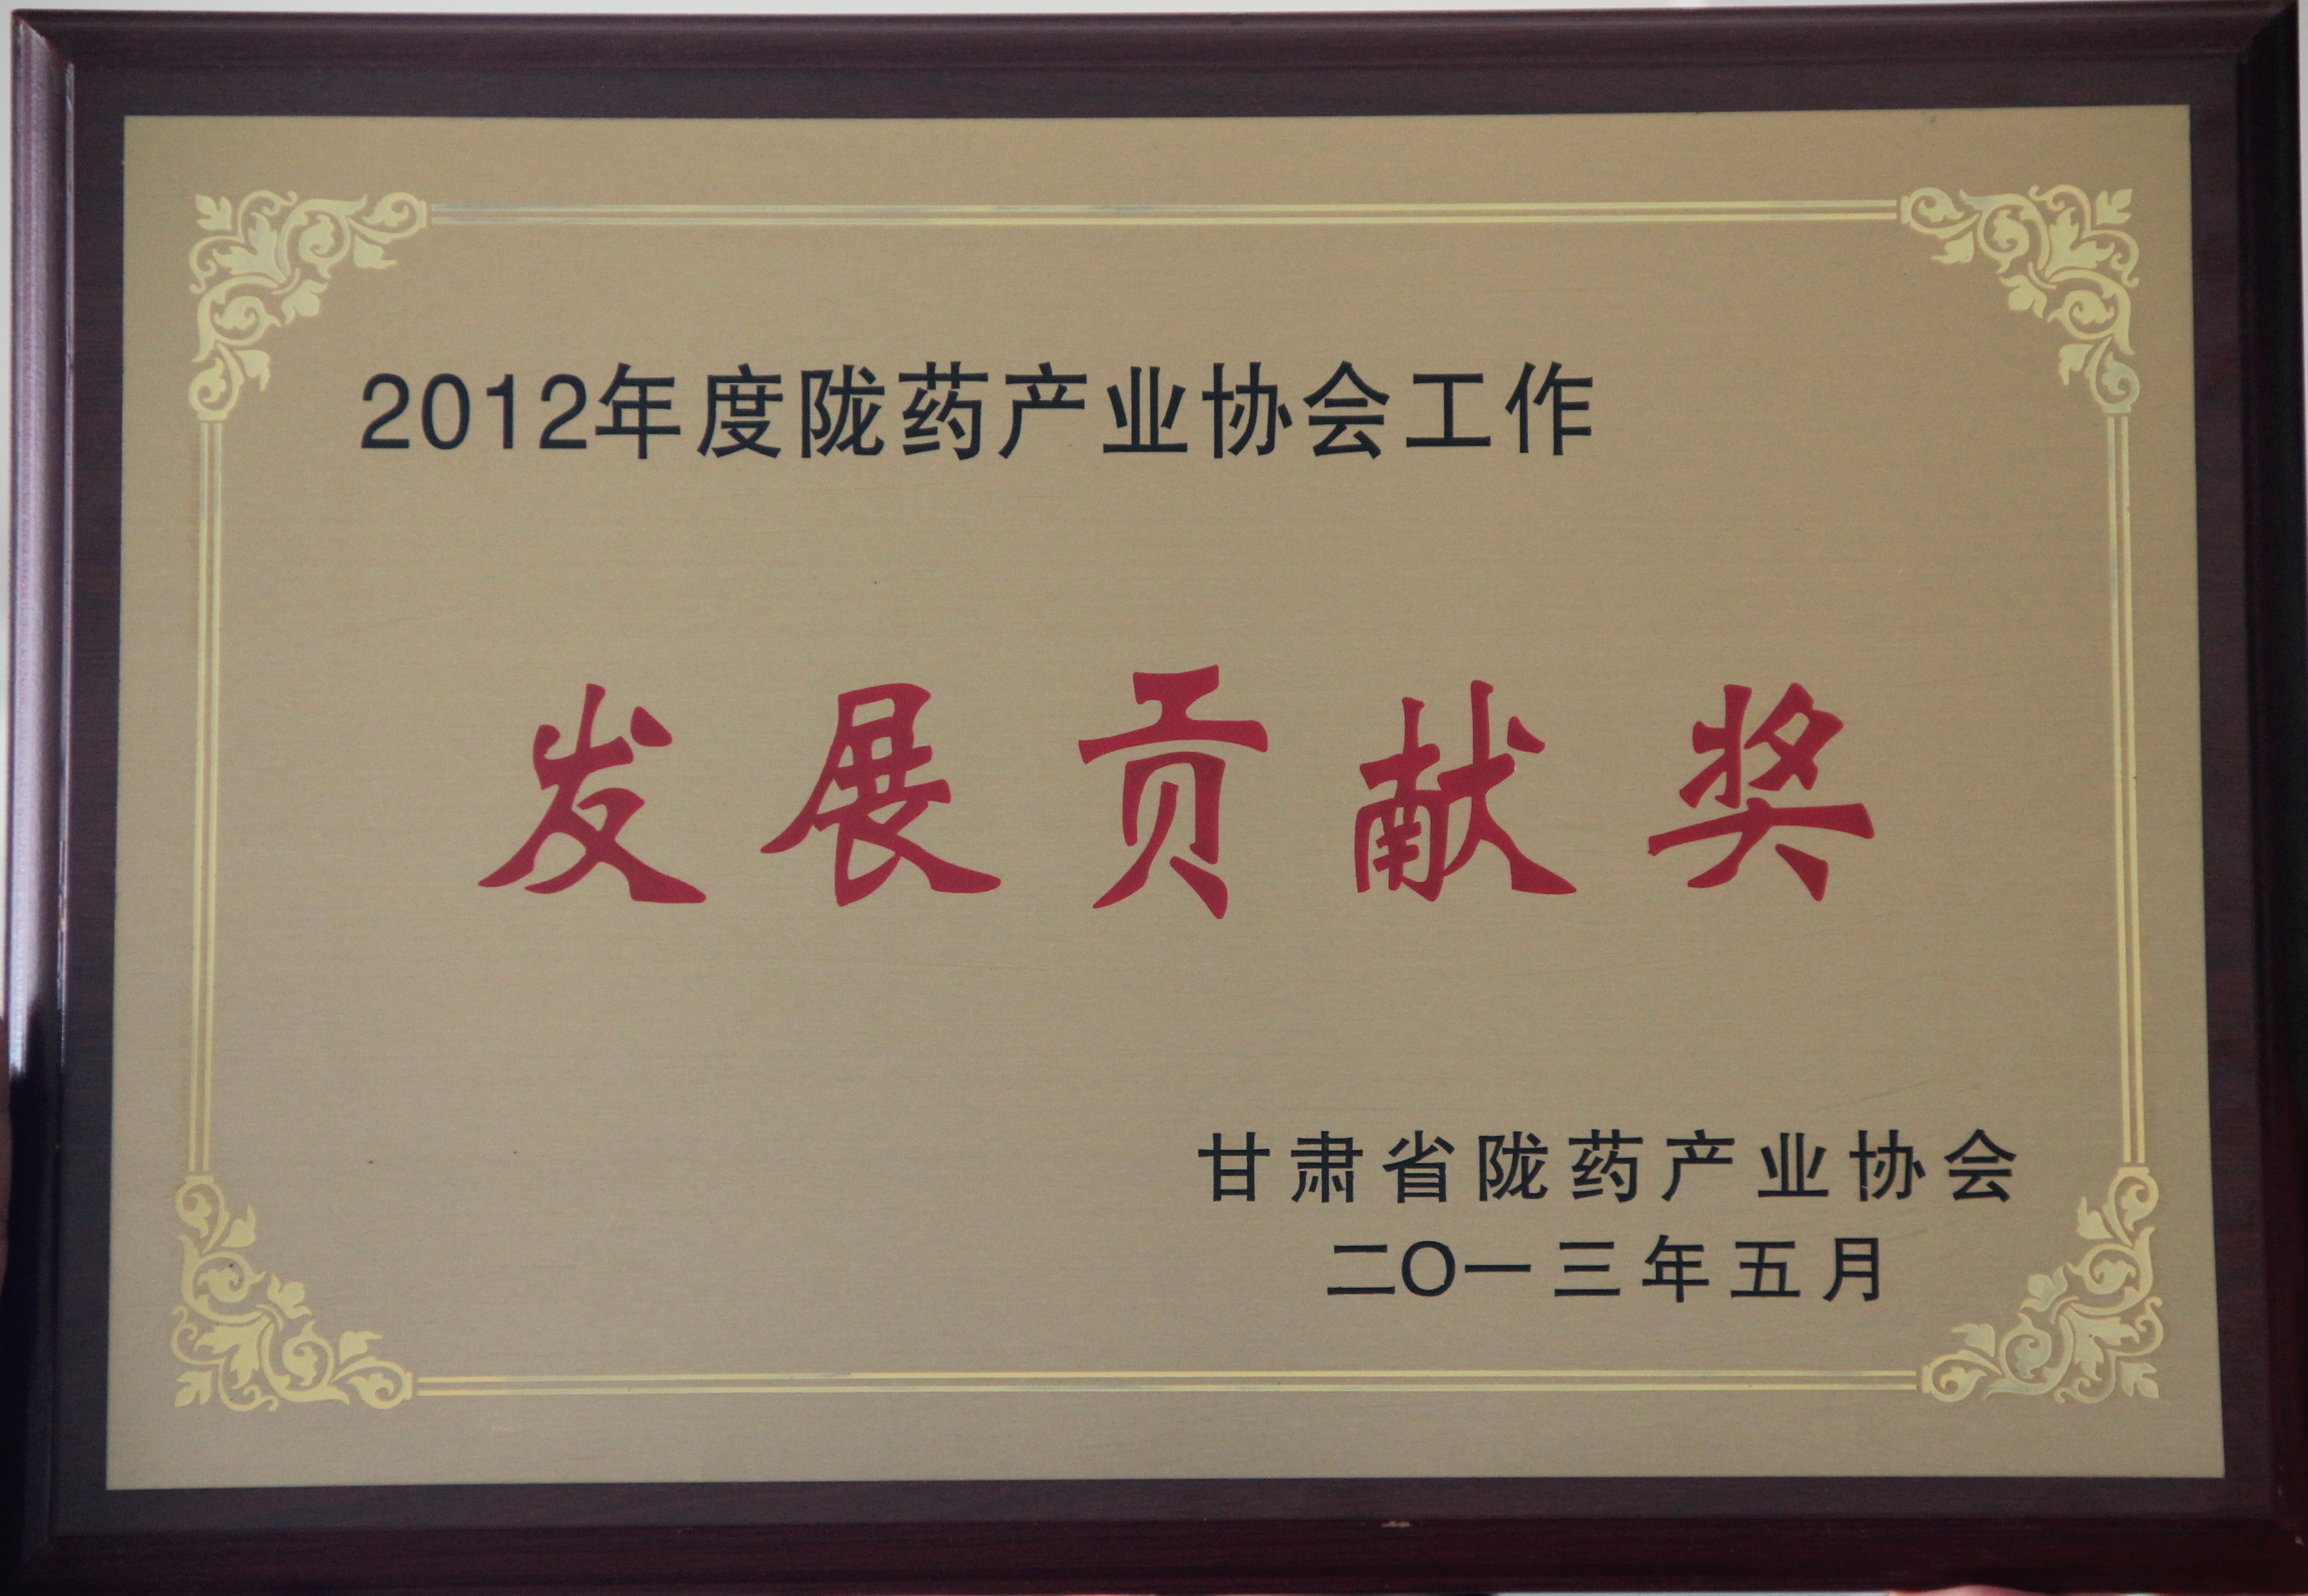 2012年度陇药产业协会工作
发展贡献奖
甘肃省陇药产业协会
二〇一三年五月